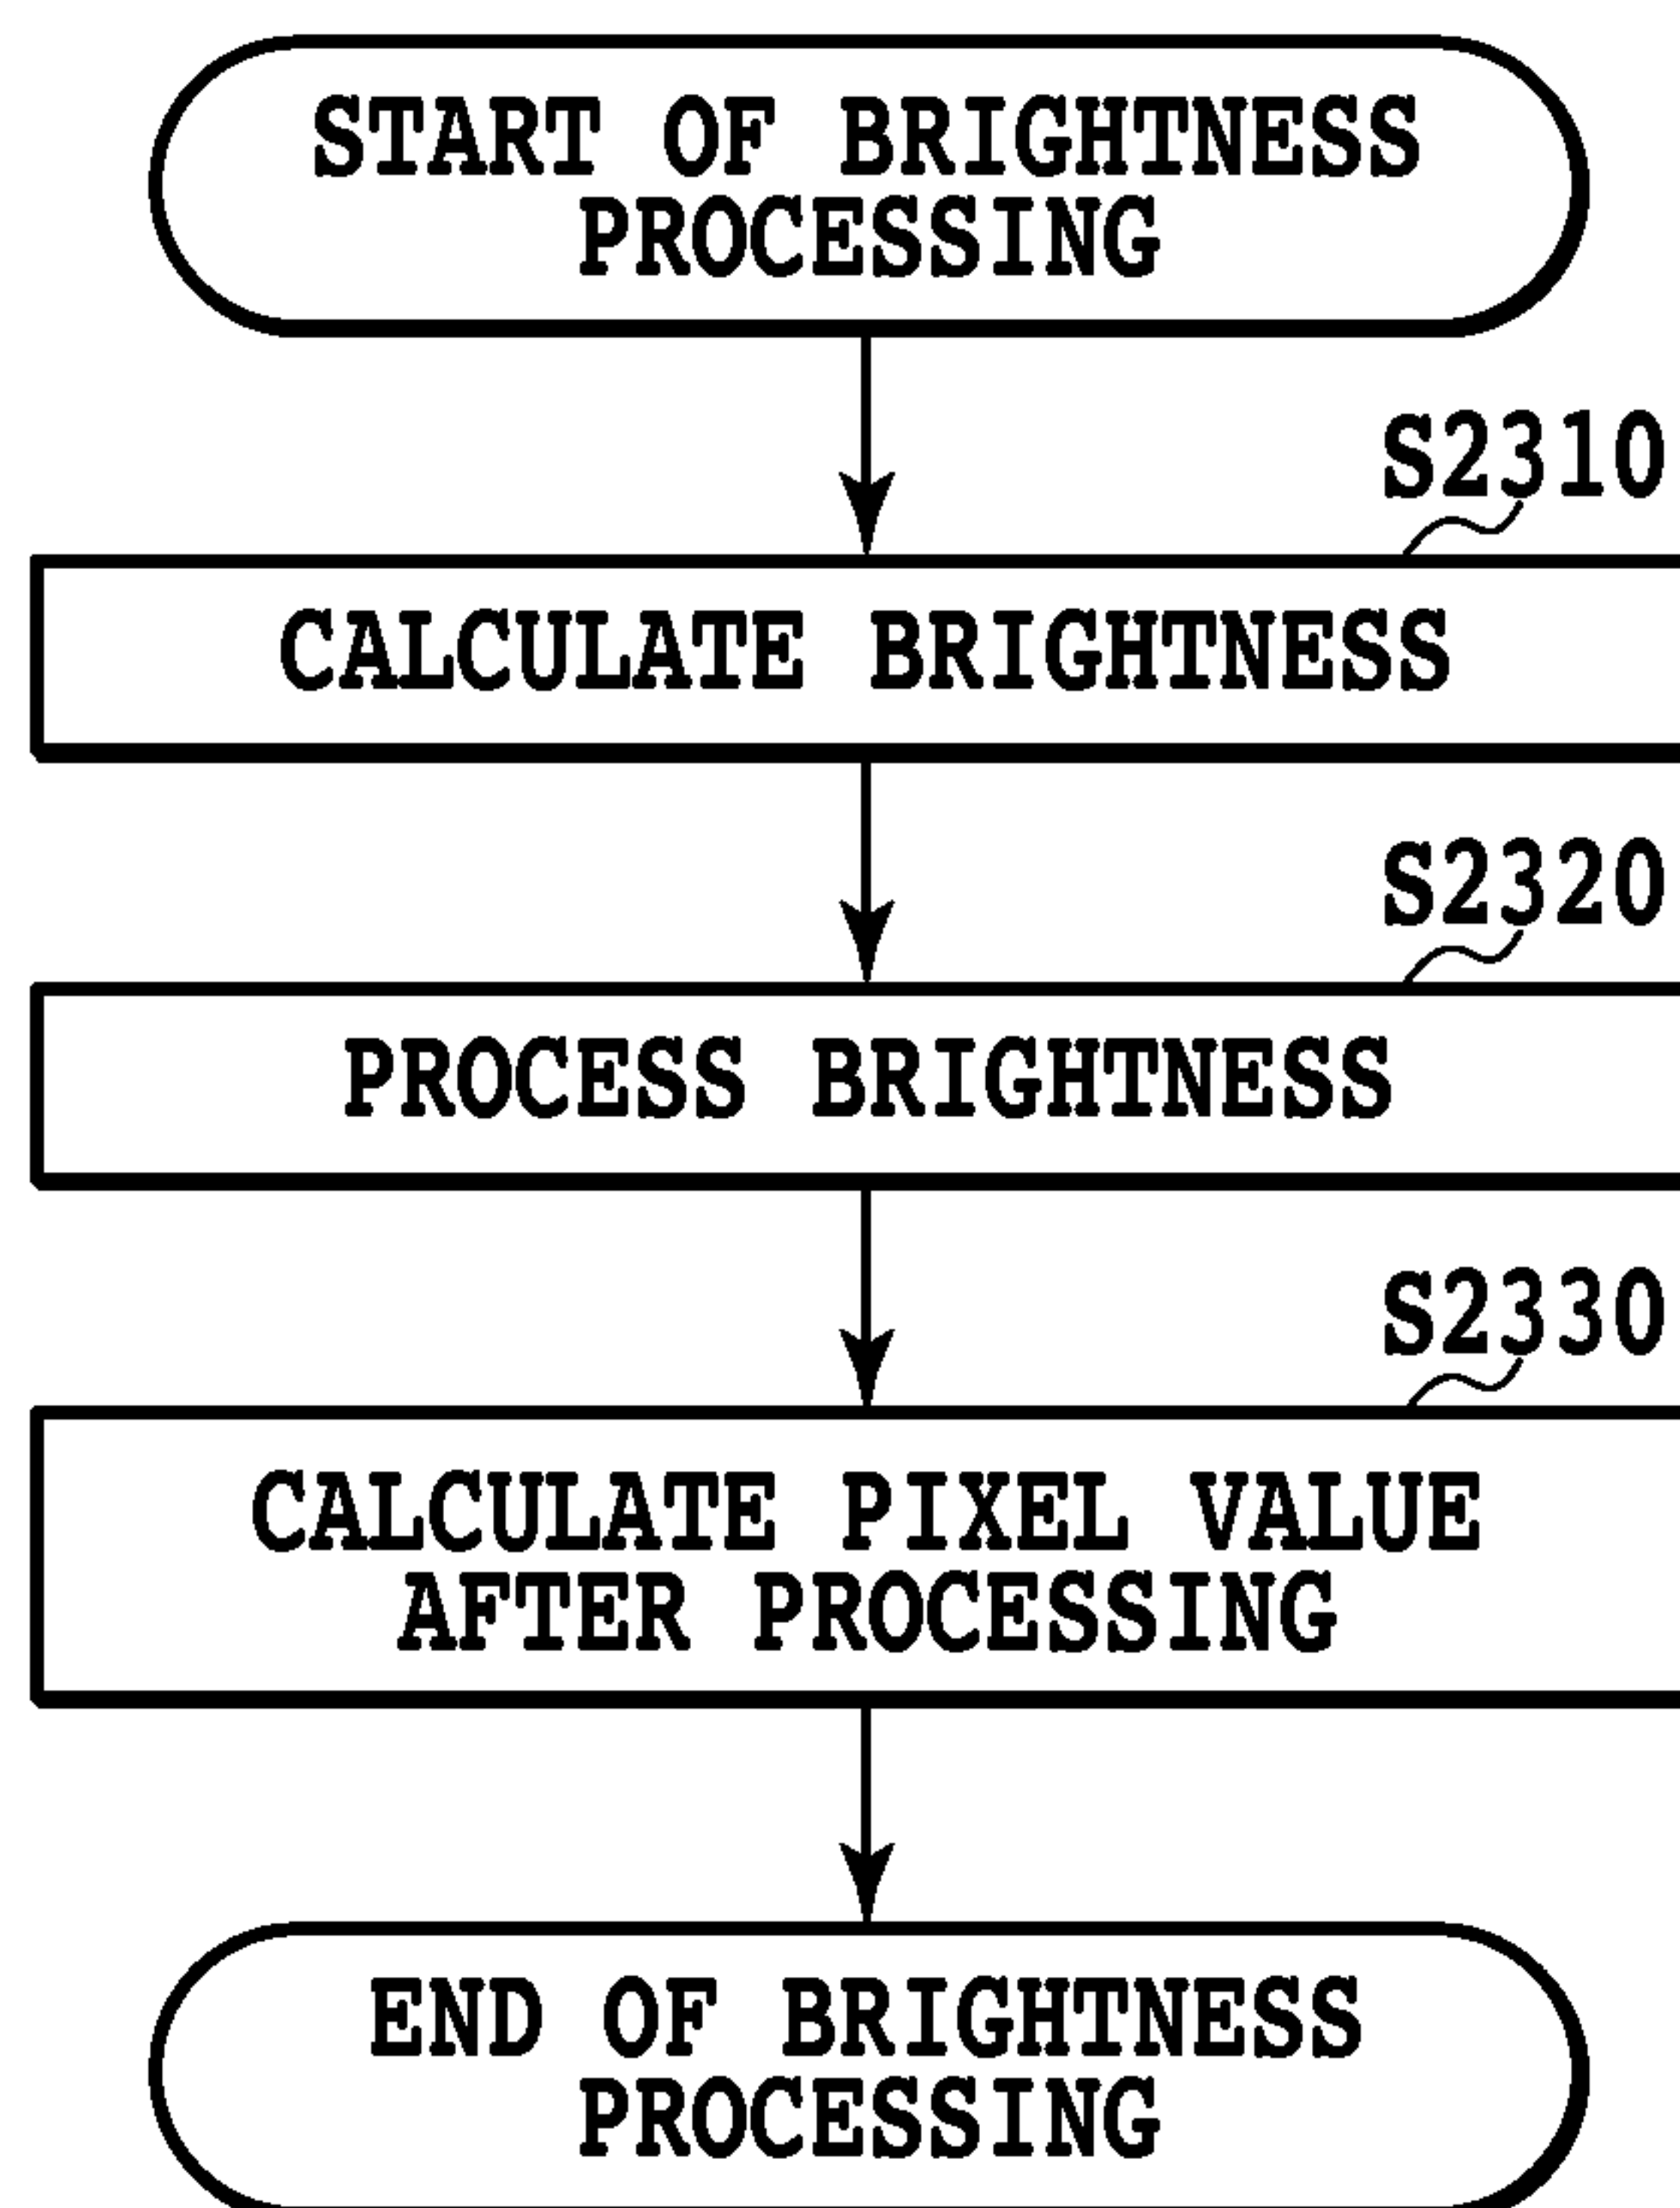 START OF BRIGHTNESS
PROCESSING
S2310
CALCULATE BRIGHTNESS
S2320
PROCESS BRIGHTNESS
S2330
CALCULATE PIXEL VALUE
AFTER PROCESSING
END OF BRIGHTNESS
PROCESSING